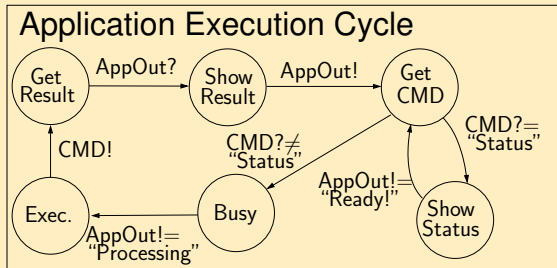 Application Execution Cycle
Get
Result
AppOut?
Show
Result
AppOut!
Get
CMD
CMD!
CMD?≠
“Status”
CMD?=
“Status”
AppOut!=
“Ready!”
Exec.
Busy
Show
Status
AppOut!=
“Processing”